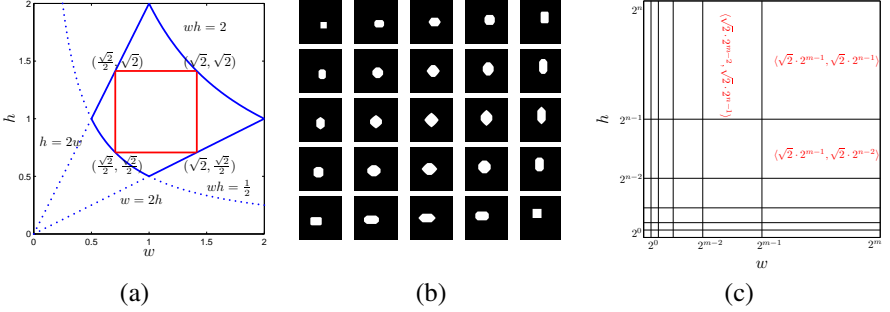 2
1.5
1
0.5
0
h
0
0.5
1
1.5
2
w
wh = 2
(√2/2, √2)
(√2, √2)
h = 2w
(√2/2, √2/2)
(√2, √2/2)
wh = 1/2
w = 2h
(a)
(b)
2^n
2^{n−1}
2^{n−2}
2^0
h
⟨√2 · 2^{m−2}, √2 · 2^{n−1}⟩
⟨√2 · 2^{m−1}, √2 · 2^{n−1}⟩
⟨√2 · 2^{m−1}, √2 · 2^{n−2}⟩
2^0
2^{m−2}
2^{m−1}
2^m
w
(c)